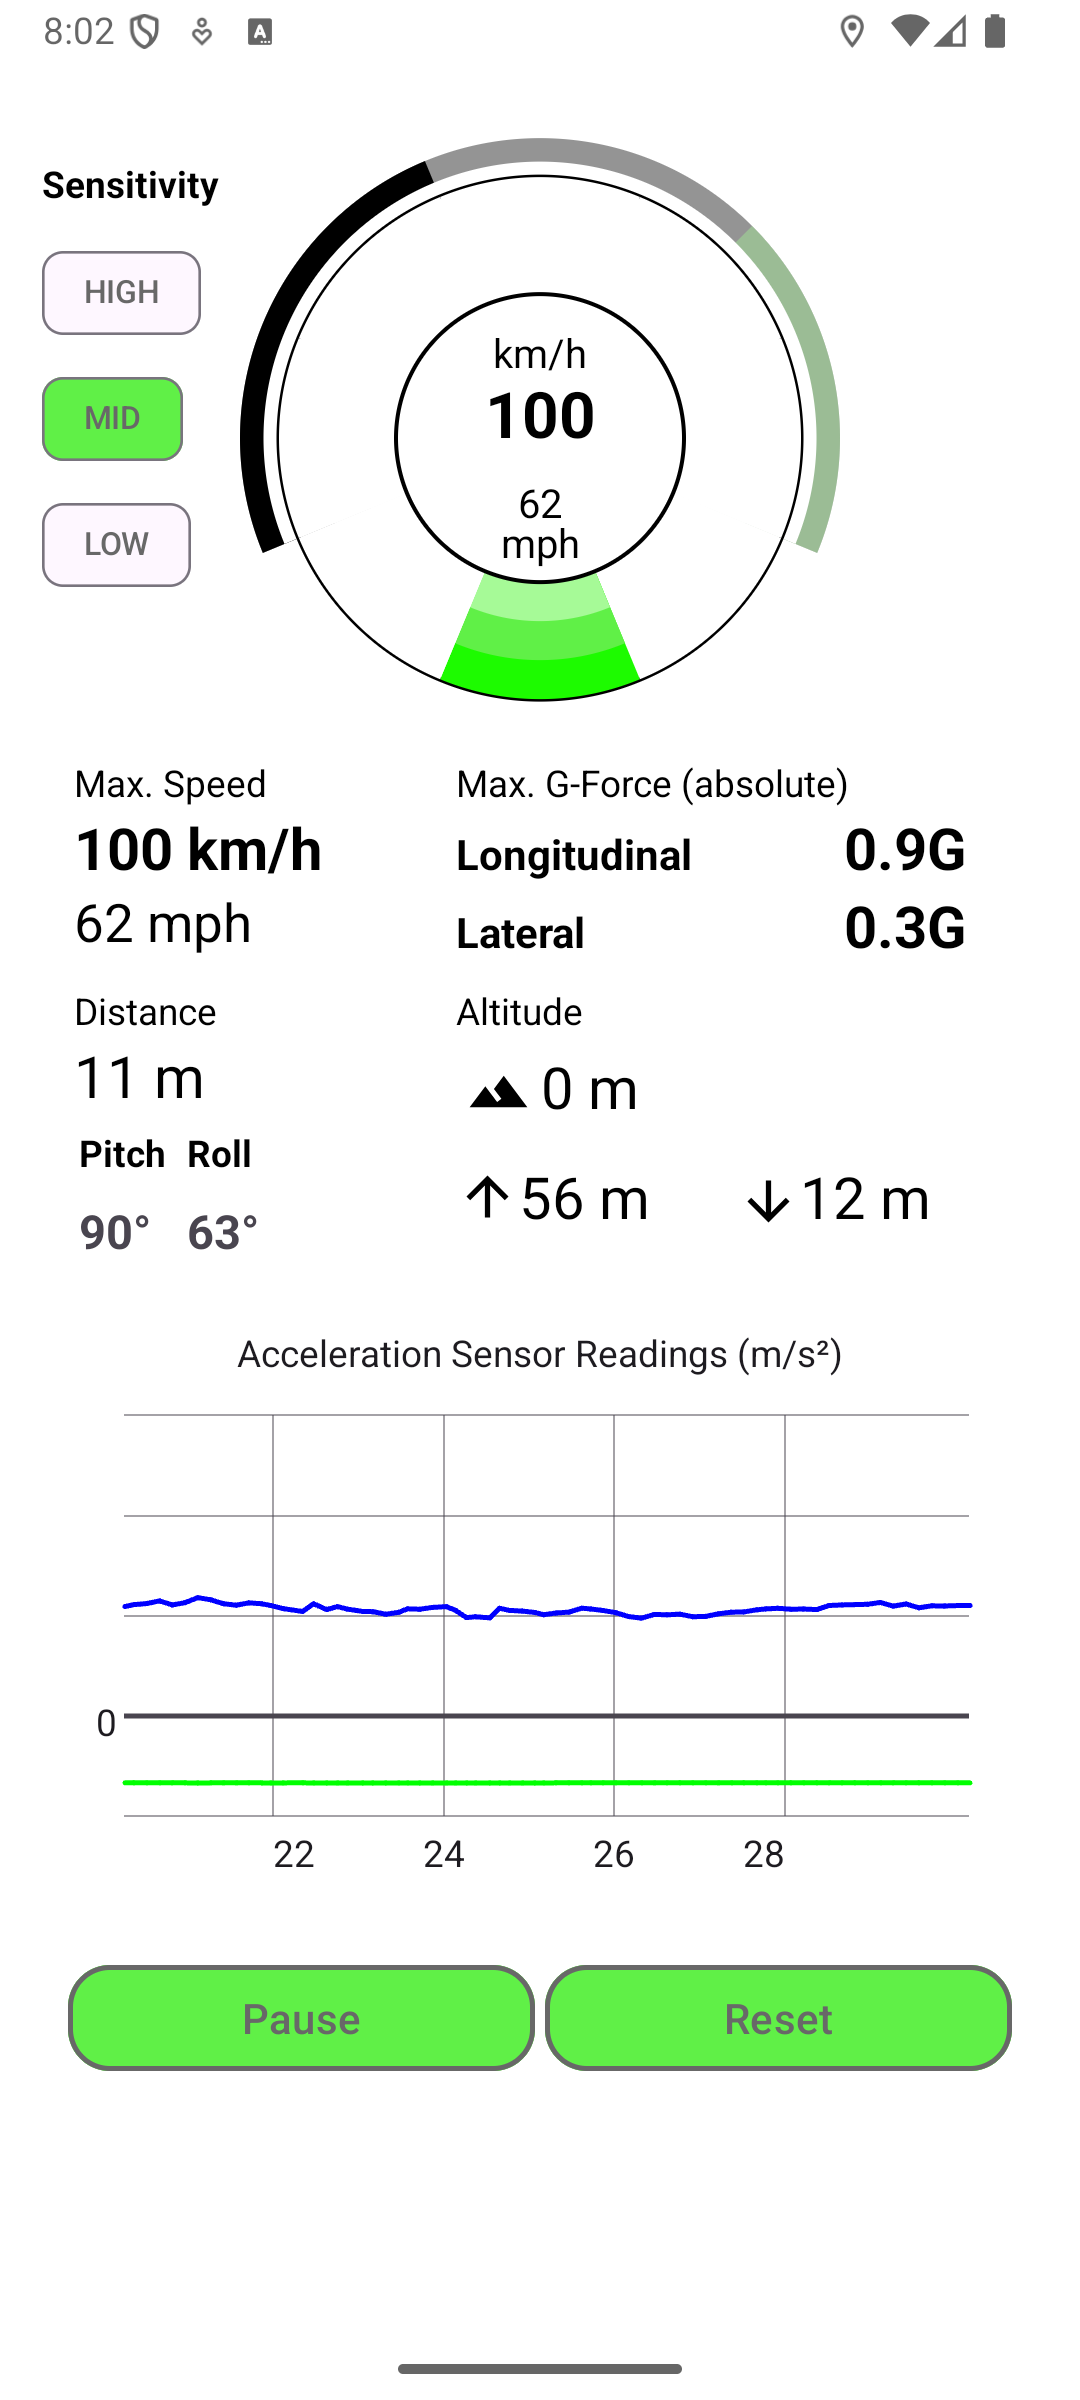 8:02
Sensitivity
HIGH
MID
LOW
km/h
100
62
mph
Max. Speed
100 km/h
62 mph
Max. G-Force (absolute)
Longitudinal 0.9G
Lateral 0.3G
Distance
11 m
Altitude
0 m
Pitch Roll
90° 63°
56 m 12 m
Acceleration Sensor Readings (m/s²)
0
22 24 26 28
Pause Reset